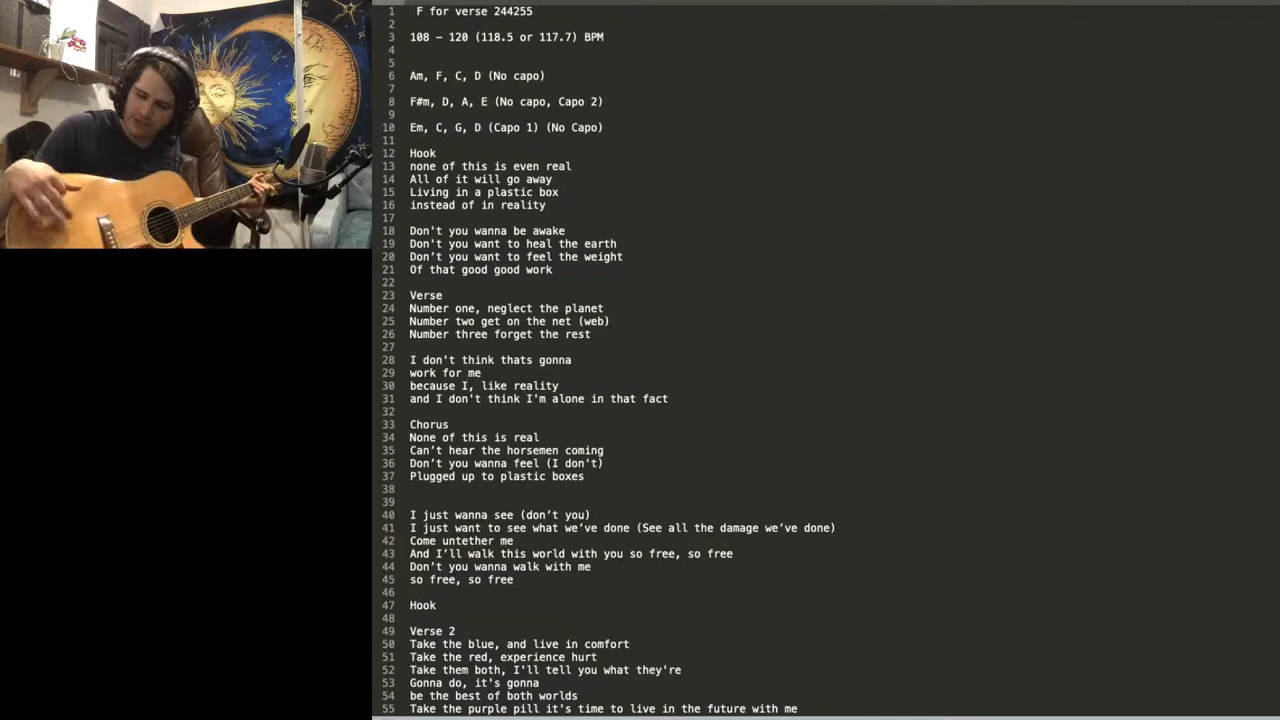 1 F for verse 244255
2
3 108 – 120 (118.5 or 117.7) BPM
4
5
6 Am, F, C, D (No capo)
7
8 F#m, D, A, E (No capo, Capo 2)
9
10 Em, C, G, D (Capo 1) (No Capo)
11
12 Hook
13 none of this is even real
14 All of it will go away
15 Living in a plastic box
16 instead of in reality
17
18 Don't you wanna be awake
19 Don't you want to heal the earth
20 Don’t you want to feel the weight
21 Of that good good work
22
23 Verse
24 Number one, neglect the planet
25 Number two get on the net (web)
26 Number three forget the rest
27
28 I don't think thats gonna
29 work for me
30 because I, like reality
31 and I don't think I'm alone in that fact
32
33 Chorus
34 None of this is real
35 Can’t hear the horsemen coming
36 Don’t you wanna feel (I don't)
37 Plugged up to plastic boxes
38
39
40 I just wanna see (don’t you)
41 I just want to see what we’ve done (See all the damage we’ve done)
42 Come untether me
43 And I’ll walk this world with you so free, so free
44 Don’t you wanna walk with me
45 so free, so free
46
47 Hook
48
49 Verse 2
50 Take the blue, and live in comfort
51 Take the red, experience hurt
52 Take them both, I'll tell you what they're
53 Gonna do, it's gonna
54 be the best of both worlds
55 Take the purple pill it's time to live in the future with me